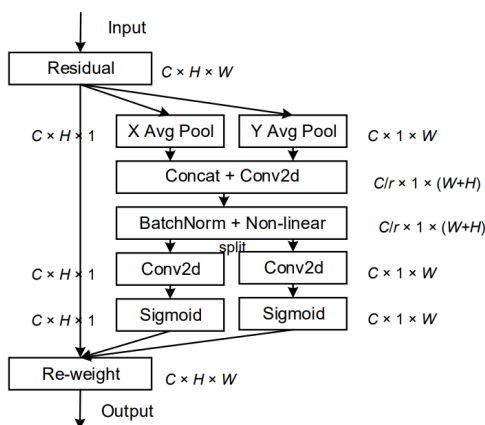 Input
Residual
C × H × W
C × H × 1
X Avg Pool
Y Avg Pool
C × 1 × W
Concat + Conv2d
C/r × 1 × (W+H)
BatchNorm + Non-linear
C/r × 1 × (W+H)
split
C × H × 1
Conv2d
Conv2d
C × 1 × W
C × H × 1
Sigmoid
Sigmoid
C × 1 × W
Re-weight
C × H × W
Output